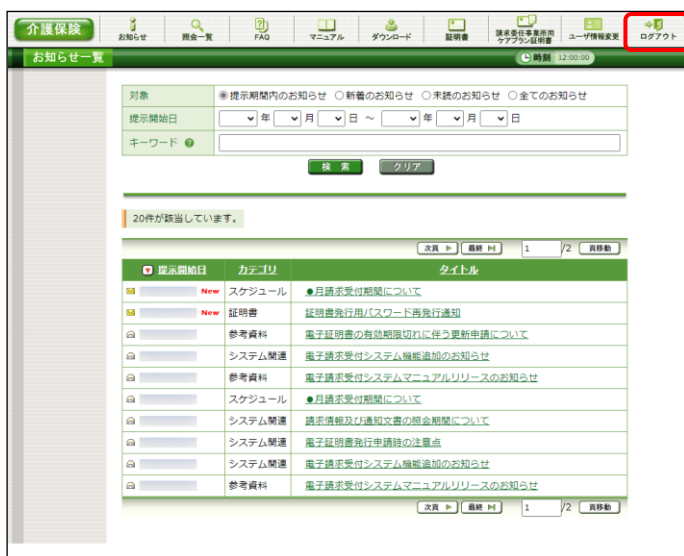 介護保険
お知らせ 照会一覧 FAQ マニュアル ダウンロード 証明書 請求委任事業所用 ケアプラン証明書 ユーザ情報変更 ログアウト
お知らせ一覧 時刻 12:00:00
対象 提示期間内のお知らせ 新着のお知らせ 未読のお知らせ 全てのお知らせ
提示開始日 年 月 日 ～ 年 月 日
キーワード ?
検索 クリア
20件が該当しています。
次頁 最終 1 /2 頁移動
提示開始日 カテゴリ タイトル
New スケジュール ●月請求受付期間について
New 証明書 証明書発行用パスワード再発行通知
参考資料 電子証明書の有効期限切れに伴う更新申請について
システム関連 電子請求受付システム機能追加のお知らせ
参考資料 電子請求受付システムマニュアルリリースのお知らせ
スケジュール ●月請求受付期間について
システム関連 請求情報及び通知文書の照会期間について
システム関連 電子証明書発行申請時の注意点
システム関連 電子請求受付システム機能追加のお知らせ
参考資料 電子請求受付システムマニュアルリリースのお知らせ
次頁 最終 1 /2 頁移動